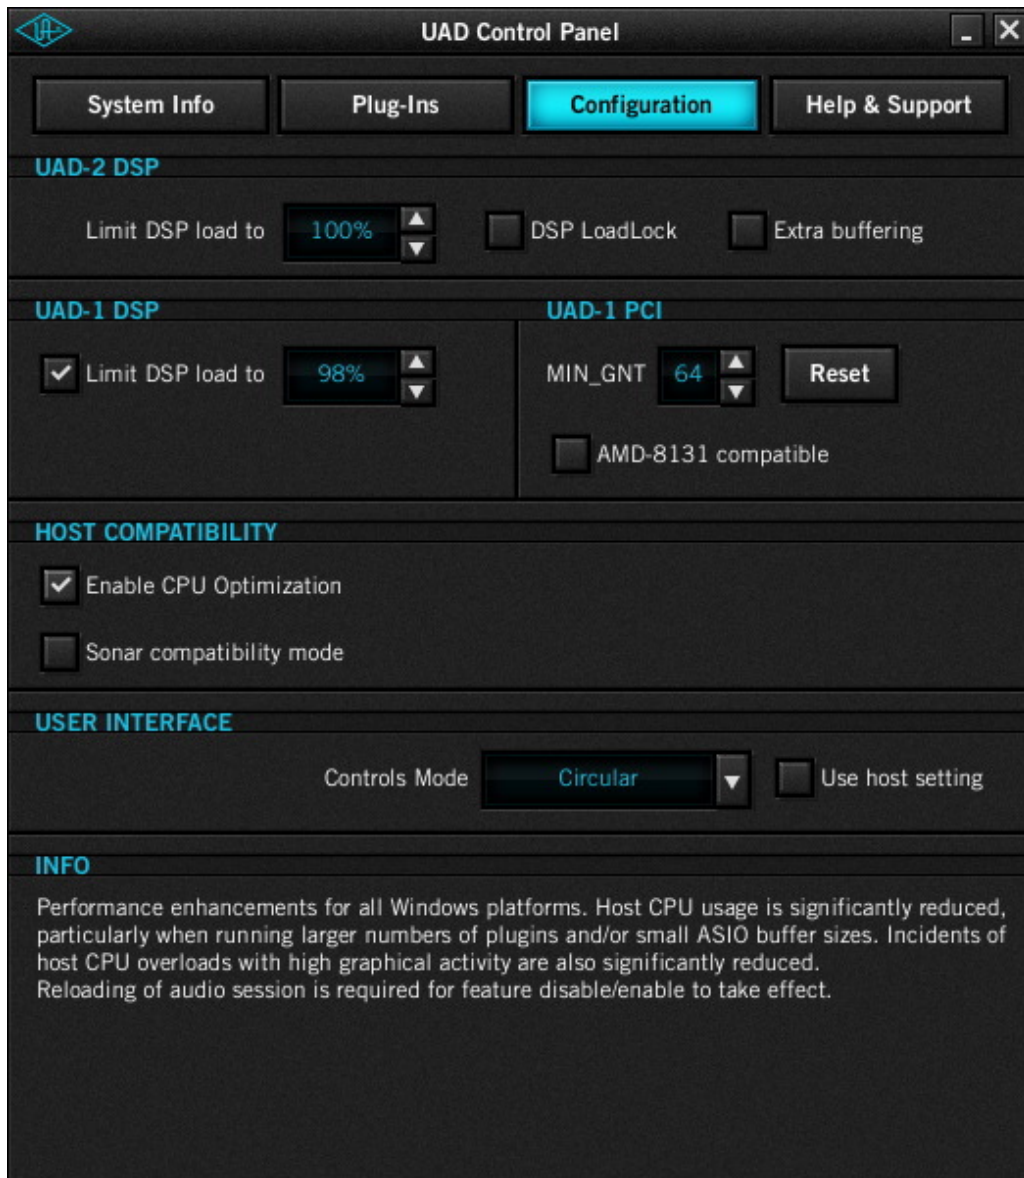 UAD Control Panel
System Info Plug-Ins Configuration Help & Support
UAD-2 DSP
Limit DSP load to 100% DSP LoadLock Extra buffering
UAD-1 DSP UAD-1 PCI
Limit DSP load to 98% MIN_GNT 64 Reset
AMD-8131 compatible
HOST COMPATIBILITY
Enable CPU Optimization
Sonar compatibility mode
USER INTERFACE
Controls Mode Circular Use host setting
INFO
Performance enhancements for all Windows platforms. Host CPU usage is significantly reduced,
particularly when running larger numbers of plugins and/or small ASIO buffer sizes. Incidents of
host CPU overloads with high graphical activity are also significantly reduced.
Reloading of audio session is required for feature disable/enable to take effect.